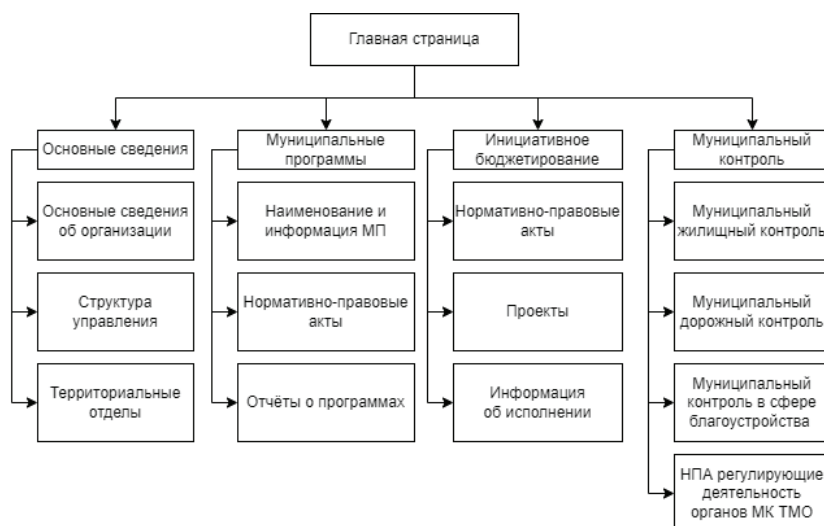 Главная страница
Основные сведения
Муниципальные
программы
Инициативное
бюджетирование
Муниципальный
контроль
Основные сведения
об организации
Наименование и
информация МП
Нормативно-правовые
акты
Муниципальный
жилищный контроль
Структура
управления
Нормативно-правовые
акты
Проекты
Муниципальный
дорожный контроль
Территориальные
отделы
Отчёты о программах
Информация
об исполнении
Муниципальный
контроль в сфере
благоустройства
НПА регулирующие
деятельность
органов МК ТМО